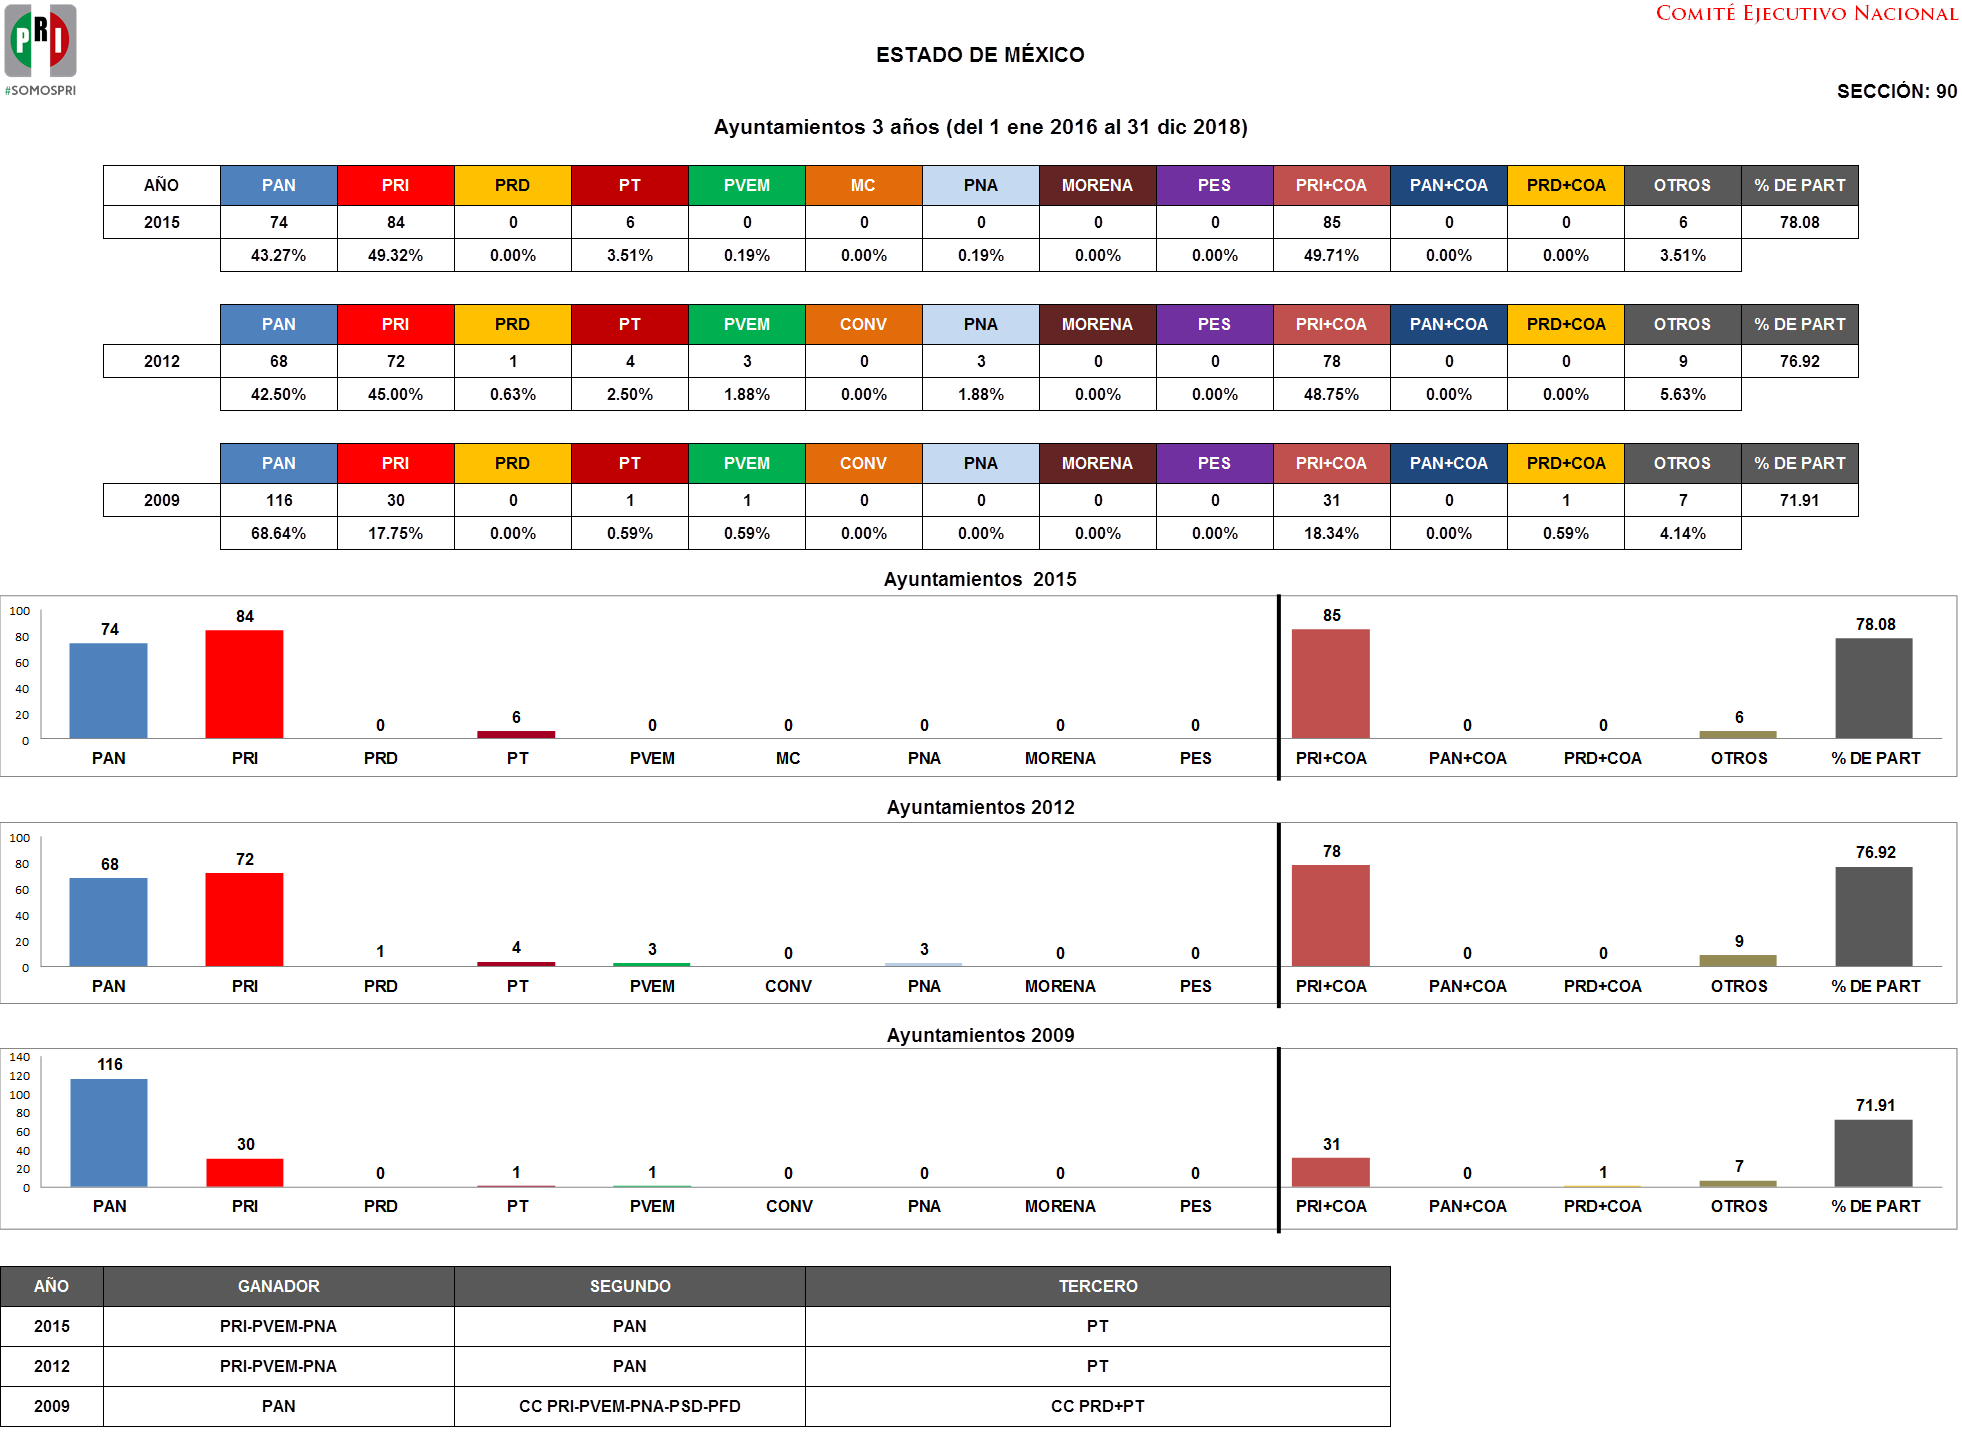 PRI
#SOMOSPRI
COMITÉ EJECUTIVO NACIONAL
ESTADO DE MÉXICO
SECCIÓN: 90
Ayuntamientos 3 años (del 1 ene 2016 al 31 dic 2018)
AÑO PAN PRI PRD PT PVEM MC PNA MORENA PES PRI+COA PAN+COA PRD+COA OTROS % DE PART
2015 74 84 0 6 0 0 0 0 0 85 0 0 6 78.08
43.27% 49.32% 0.00% 3.51% 0.19% 0.00% 0.19% 0.00% 0.00% 49.71% 0.00% 0.00% 3.51%
PAN PRI PRD PT PVEM CONV PNA MORENA PES PRI+COA PAN+COA PRD+COA OTROS % DE PART
2012 68 72 1 4 3 0 3 0 0 78 0 0 9 76.92
42.50% 45.00% 0.63% 2.50% 1.88% 0.00% 1.88% 0.00% 0.00% 48.75% 0.00% 0.00% 5.63%
PAN PRI PRD PT PVEM CONV PNA MORENA PES PRI+COA PAN+COA PRD+COA OTROS % DE PART
2009 116 30 0 1 1 0 0 0 0 31 0 1 7 71.91
68.64% 17.75% 0.00% 0.59% 0.59% 0.00% 0.00% 0.00% 0.00% 18.34% 0.00% 0.59% 4.14%
Ayuntamientos 2015
100
80
60
40
20
0
74 84 0 6 0 0 0 0 0 85 0 0 6 78.08
PAN PRI PRD PT PVEM MC PNA MORENA PES PRI+COA PAN+COA PRD+COA OTROS % DE PART
Ayuntamientos 2012
100
80
60
40
20
0
68 72 1 4 3 0 3 0 0 78 0 0 9 76.92
PAN PRI PRD PT PVEM CONV PNA MORENA PES PRI+COA PAN+COA PRD+COA OTROS % DE PART
Ayuntamientos 2009
140
120
100
80
60
40
20
0
116 30 0 1 1 0 0 0 0 31 0 1 7 71.91
PAN PRI PRD PT PVEM CONV PNA MORENA PES PRI+COA PAN+COA PRD+COA OTROS % DE PART
AÑO GANADOR SEGUNDO TERCERO
2015 PRI-PVEM-PNA PAN PT
2012 PRI-PVEM-PNA PAN PT
2009 PAN CC PRI-PVEM-PNA-PSD-PFD CC PRD+PT